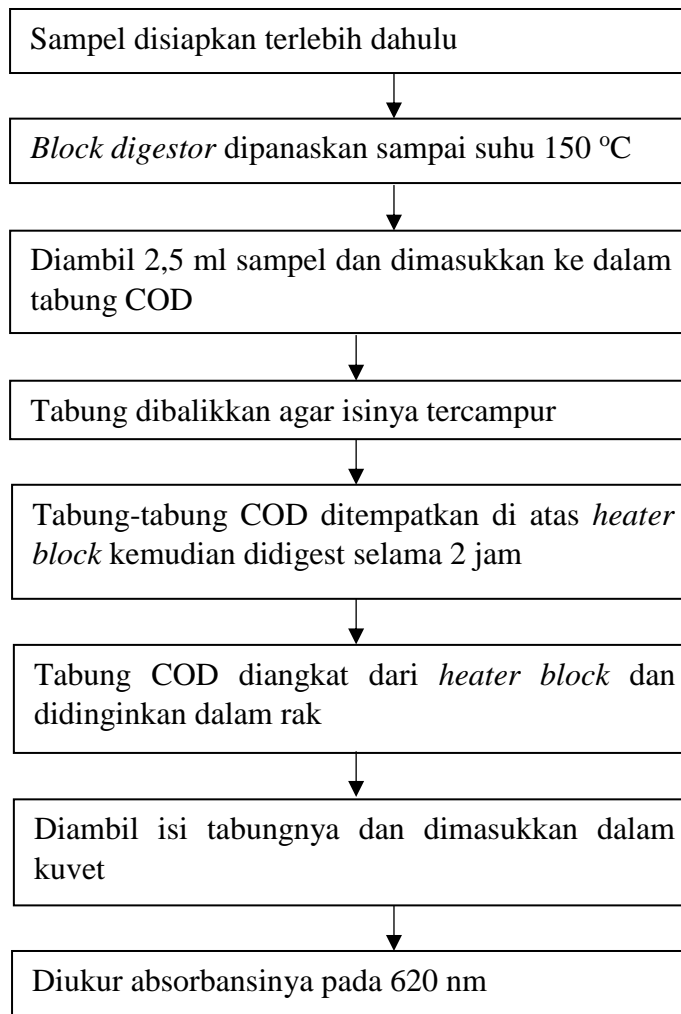 Sampel disiapkan terlebih dahulu
Block digestor dipanaskan sampai suhu 150 °C
Diambil 2,5 ml sampel dan dimasukkan ke dalam
tabung COD
Tabung dibalikkan agar isinya tercampur
Tabung-tabung COD ditempatkan di atas heater
block kemudian didigest selama 2 jam
Tabung COD diangkat dari heater block dan
didinginkan dalam rak
Diambil isi tabungnya dan dimasukkan dalam
kuvet
Diukur absorbansinya pada 620 nm